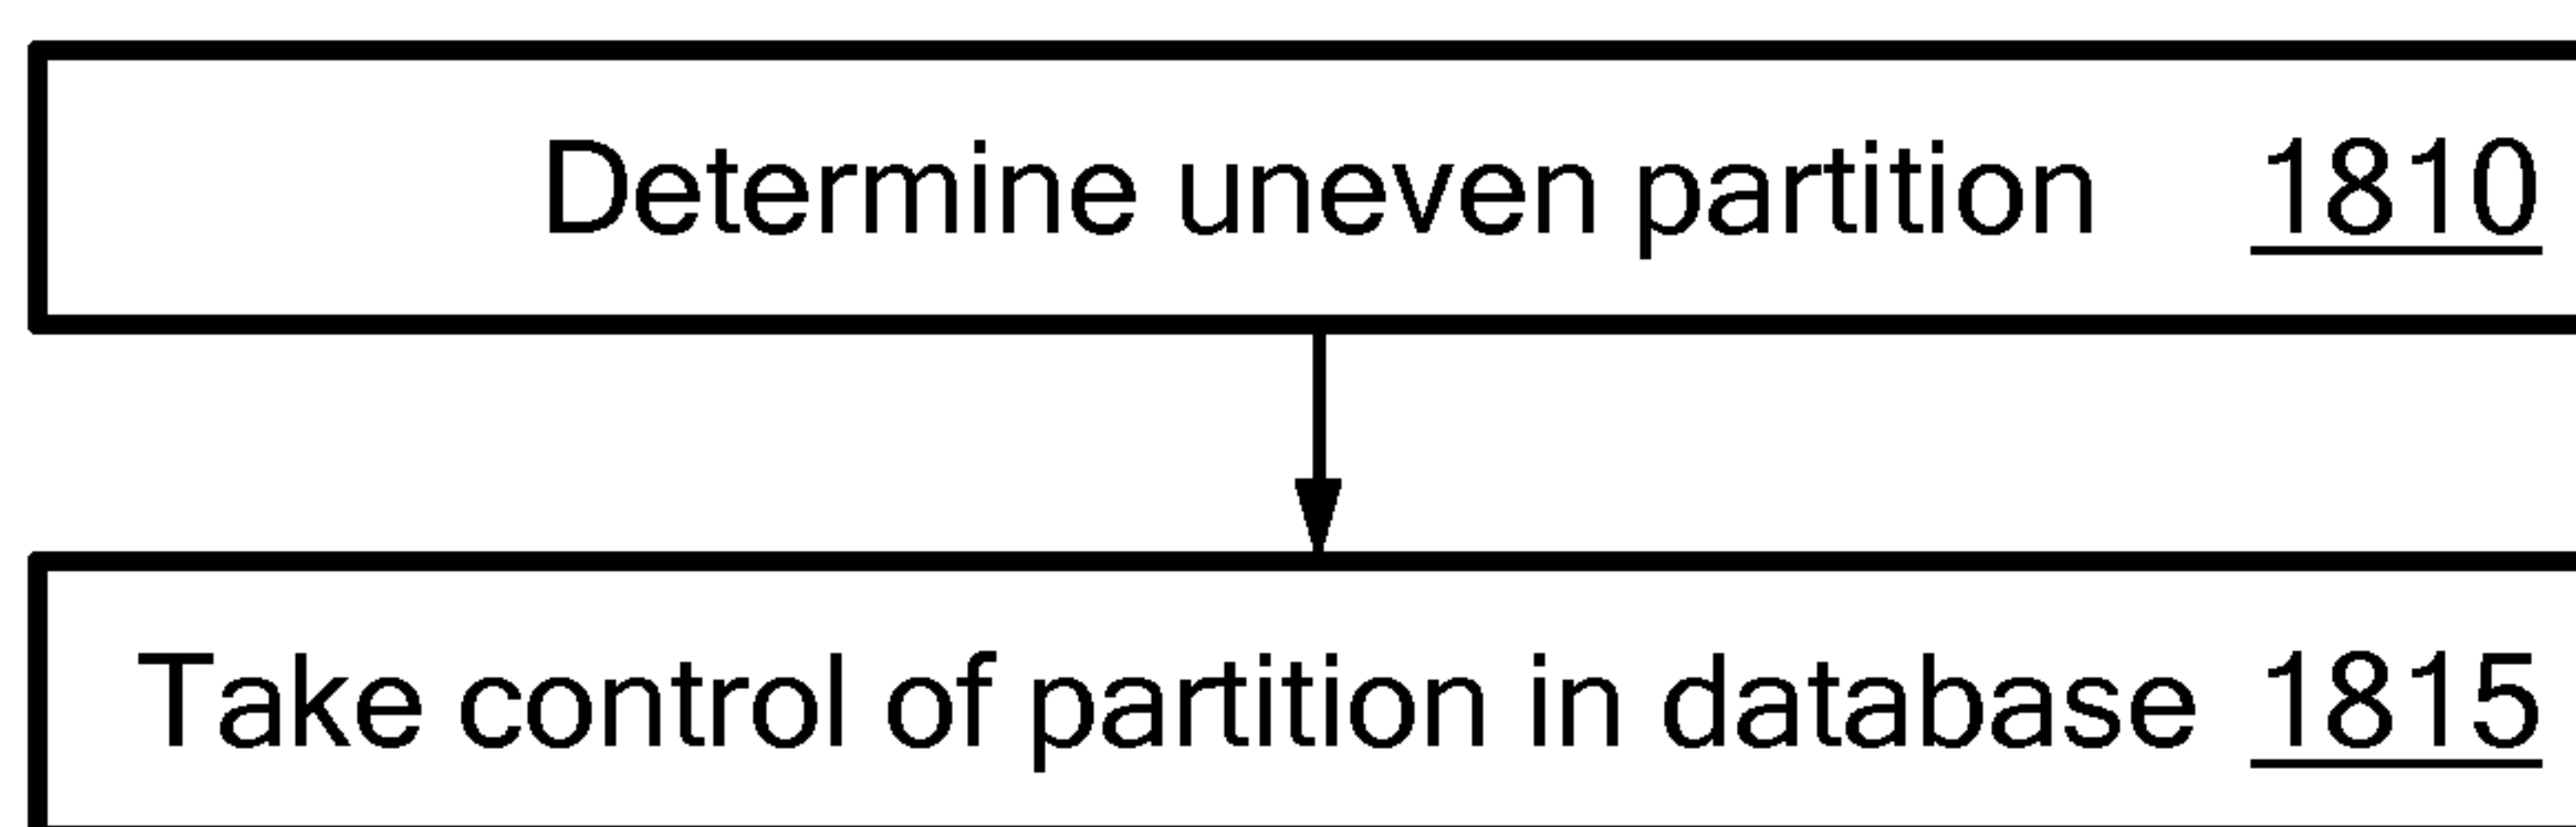 Determine uneven partition 1810
Take control of partition in database 1815